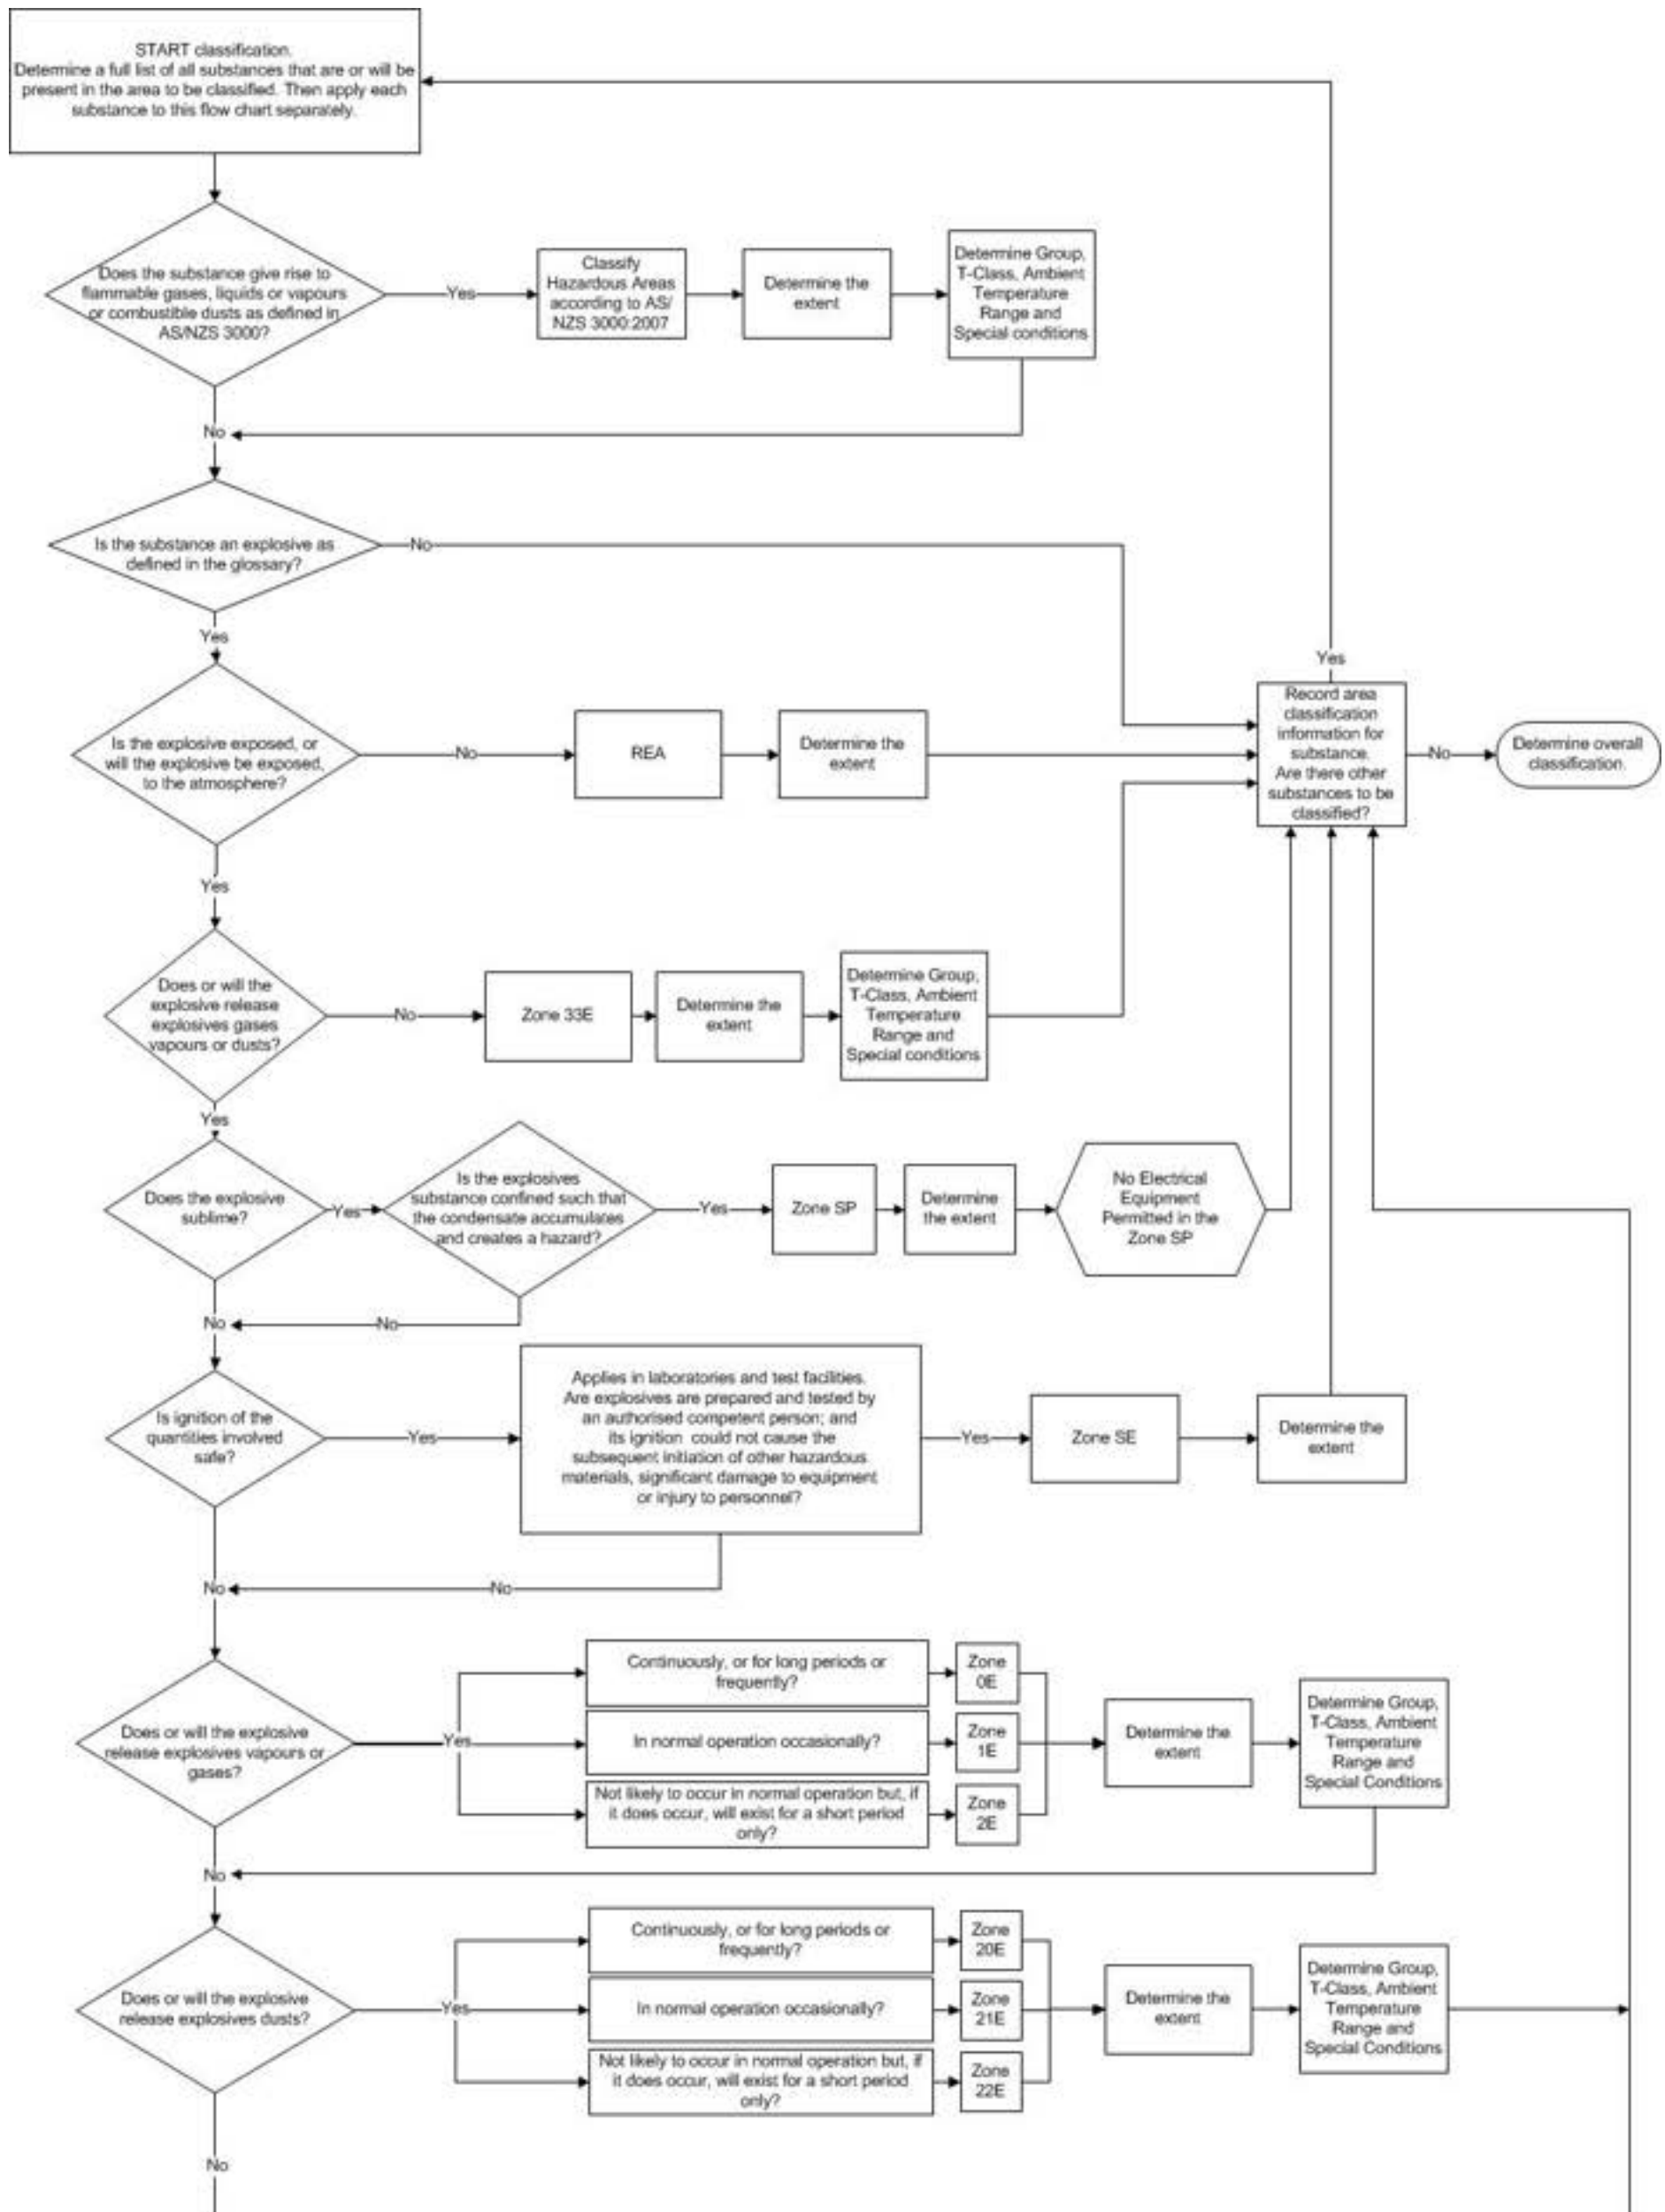 START classification.
Determine a full list of all substances that are or will be
present in the area to be classified. Then apply each
substance to this flow chart separately.
Does the substance give rise to
flammable gases, liquids or vapours
or combustible dusts as defined in
AS/NZS 3000?
Yes
Classify
Hazardous Areas
according to AS/
NZS 3000:2007
Determine the
extent
Determine Group,
T-Class, Ambient
Temperature
Range and
Special conditions
No
Is the substance an explosive as
defined in the glossary?
No
Yes
Is the explosive exposed, or
will the explosive be exposed,
to the atmosphere?
No
REA
Determine the
extent
Yes
Record area
classification
information for
substance.
Are there other
substances to be
classified?
No
Determine overall
classification.
Yes
Does or will the
explosive release
explosives gases
vapours or dusts?
No
Zone 33E
Determine the
extent
Determine Group,
T-Class, Ambient
Temperature
Range and
Special conditions
Yes
Does the explosive
sublime?
Yes
Is the explosives
substance confined such that
the condensate accumulates
and creates a hazard?
Yes
Zone SP
Determine
the extent
No Electrical
Equipment
Permitted in the
Zone SP
No
No
Is ignition of the
quantities involved
safe?
Yes
Applies in laboratories and test facilities.
Are explosives are prepared and tested by
an authorised competent person; and
its ignition could not cause the
subsequent initiation of other hazardous
materials, significant damage to equipment
or injury to personnel?
Yes
Zone SE
Determine the
extent
No
No
Does or will the explosive
release explosives vapours or
gases?
Yes
Continuously, or for long periods or
frequently?
Zone
0E
In normal operation occasionally?
Zone
1E
Not likely to occur in normal operation but, if
it does occur, will exist for a short period
only?
Zone
2E
Determine the
extent
Determine Group,
T-Class, Ambient
Temperature
Range and
Special Conditions
No
Does or will the explosive
release explosives dusts?
Yes
Continuously, or for long periods or
frequently?
Zone
20E
In normal operation occasionally?
Zone
21E
Not likely to occur in normal operation but, if
it does occur, will exist for a short period
only?
Zone
22E
Determine the
extent
Determine Group,
T-Class, Ambient
Temperature
Range and
Special Conditions
No